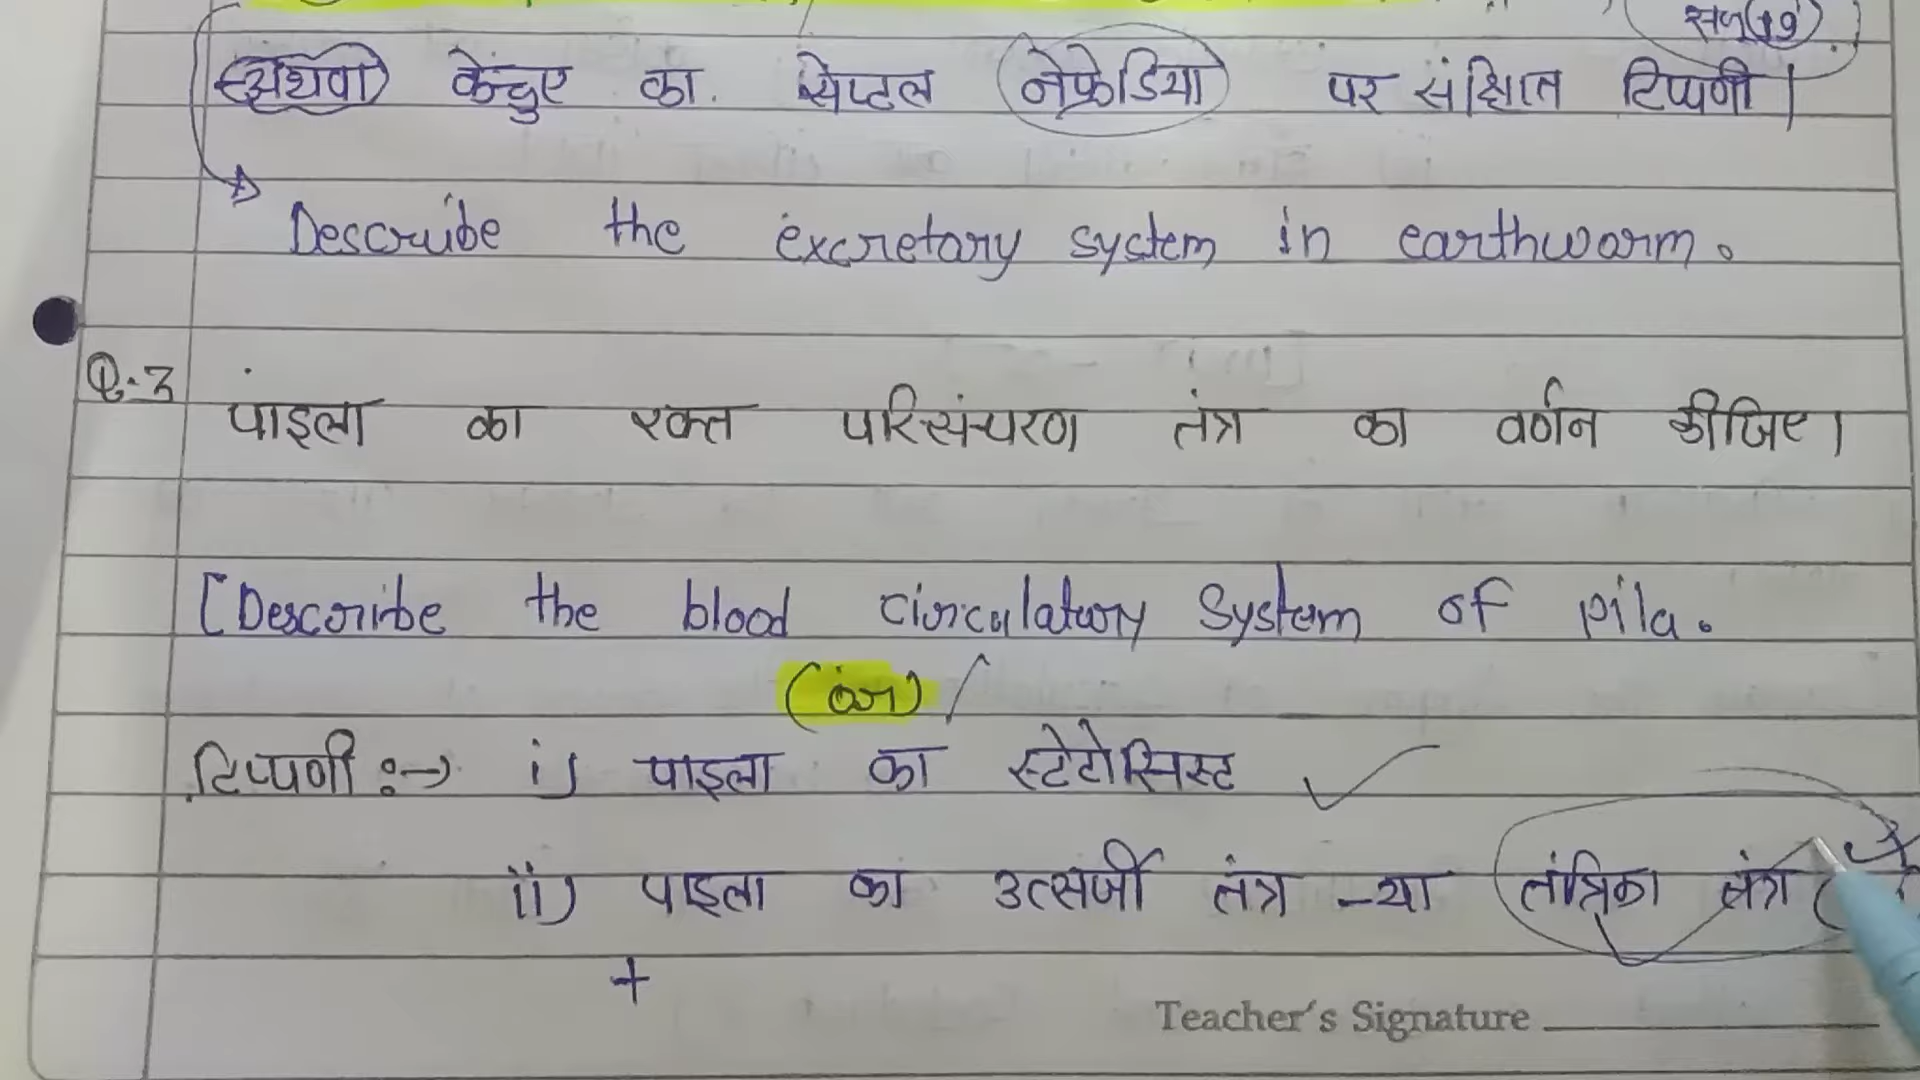 सन(19)
अथवा केंचुए का सेप्टल नेफ्रेडिया पर संक्षिप्त टिप्पणी।
Describe the excretory system in earthworm.
Q.3 पाइला का रक्त परिसंचरण तंत्र का वर्णन कीजिए।
[Describe the blood circulatory system of pila.
(or)
टिप्पणी :→ i) पाइला का स्टेटोसिस्ट
ii) पाइला का उत्सर्जी तंत्र या तंत्रिका तंत्र
+
Teacher's Signature